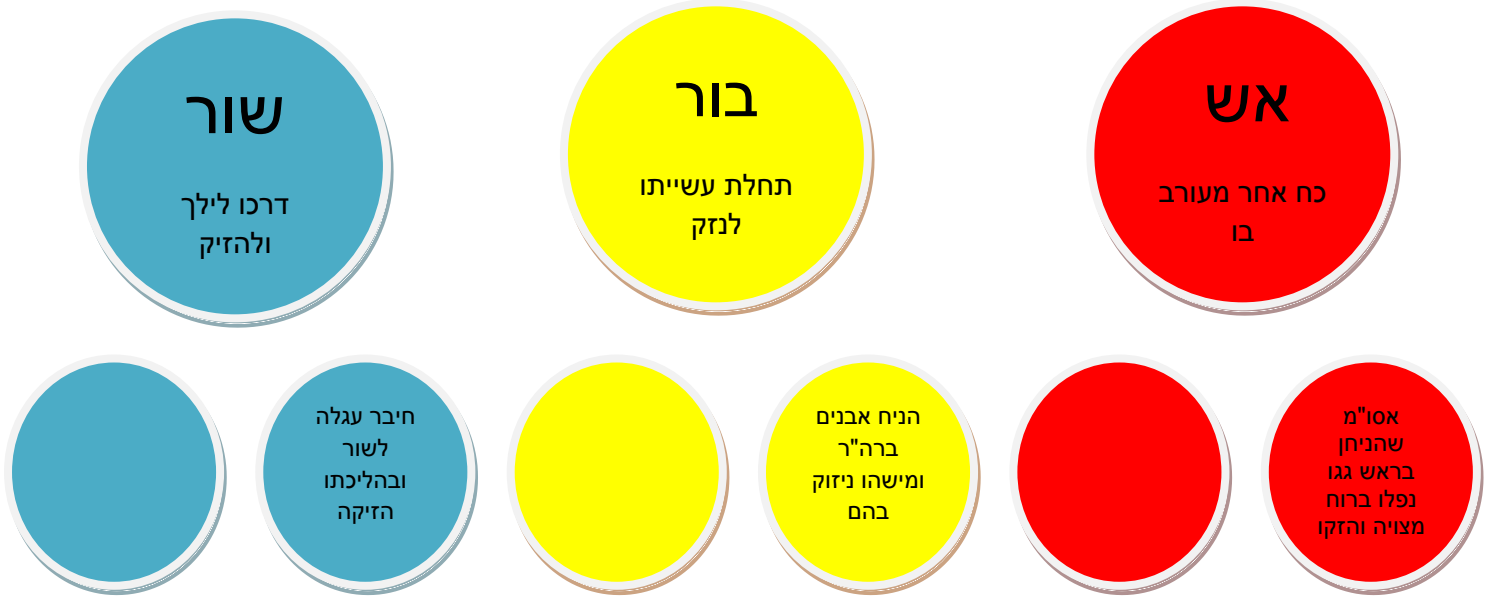 אש
כח אחר מעורב
בו
בור
תחלת עשייתו
לנזק
שור
דרכו לילך
ולהזיק
אסו"מ
שהניחן
בראש גגו
נפלו ברוח
מצויה והזקו
הניח אבנים
ברה"ר
ומישהו ניזוק
בהם
חיבר עגלה
לשור
ובהליכתו
הזיקה